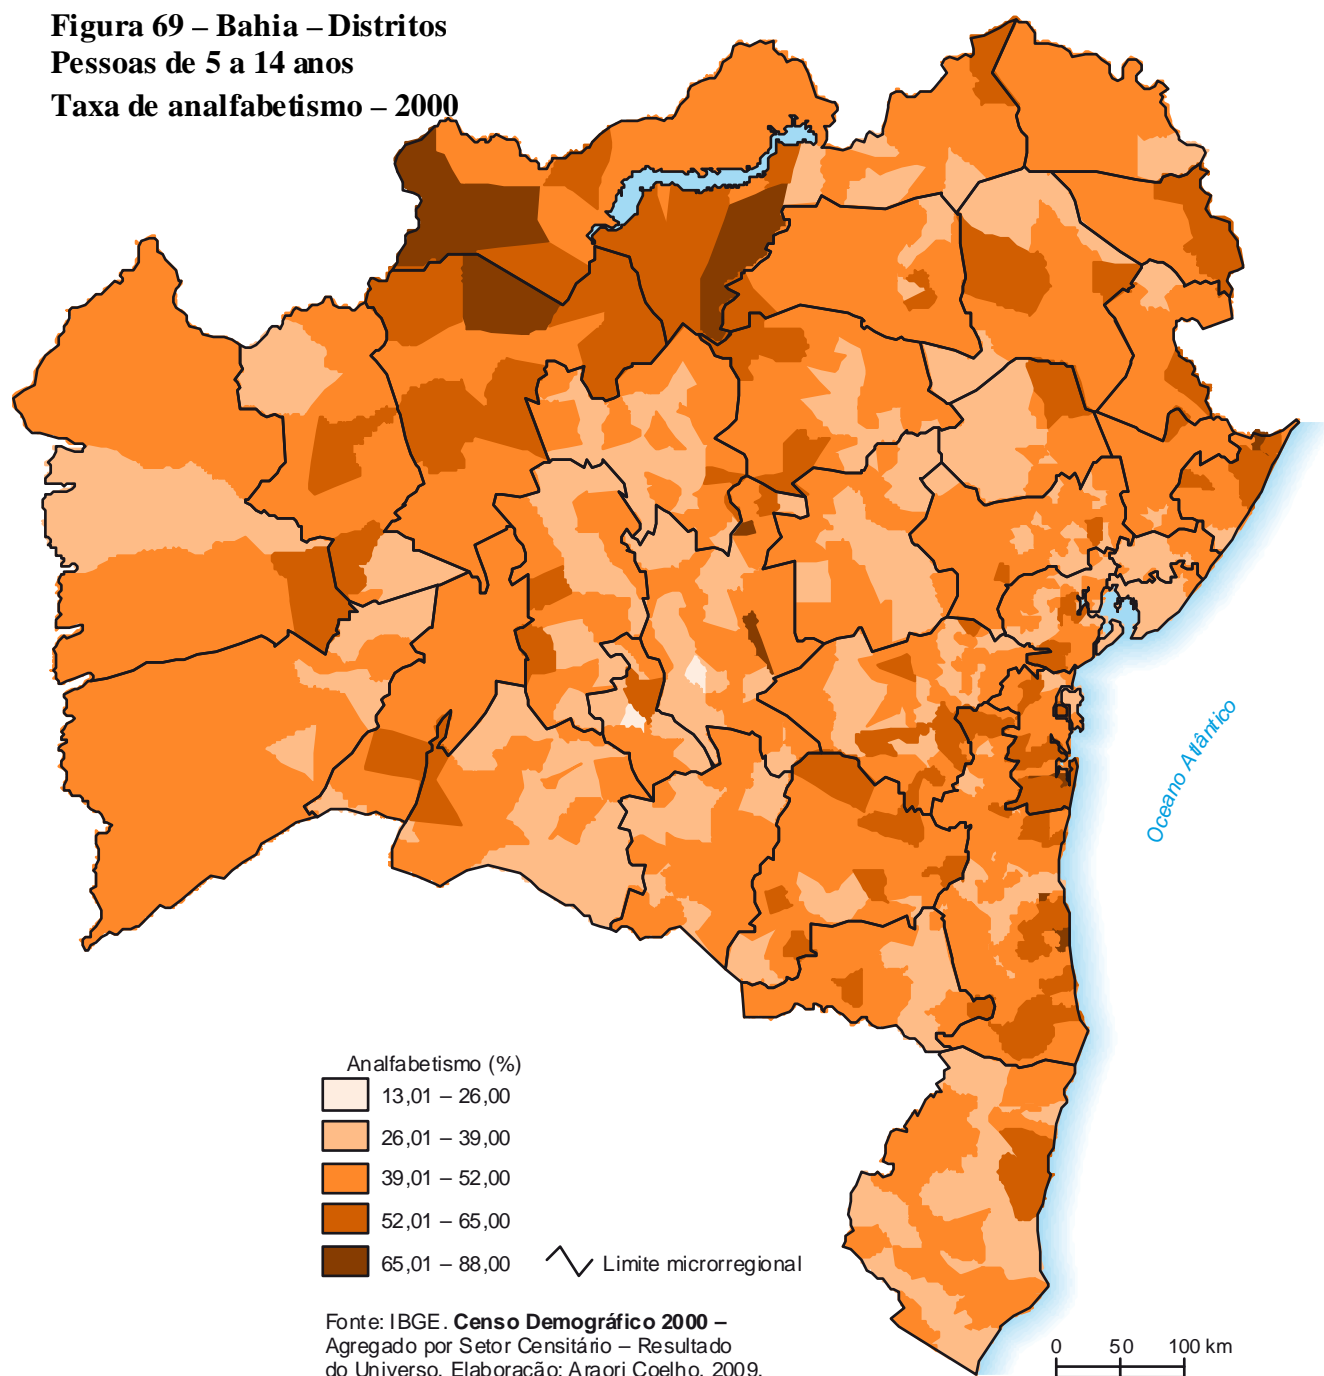 Figura 69 – Bahia – Distritos
Pessoas de 5 a 14 anos
Taxa de analfabetismo – 2000
Oceano Atlântico
Analfabetismo (%)
13,01 – 26,00
26,01 – 39,00
39,01 – 52,00
52,01 – 65,00
65,01 – 88,00
Limite microrregional
Fonte: IBGE. Censo Demográfico 2000 –
Agregado por Setor Censitário – Resultado
do Universo. Elaboração: Araori Coelho, 2009.
0 50 100 km